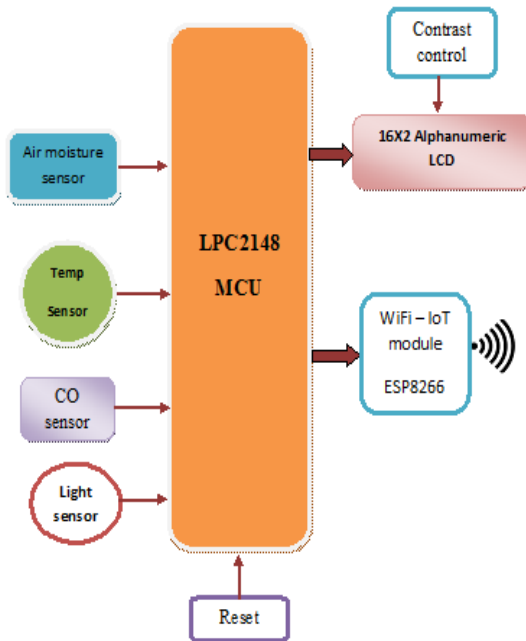 Contrast
control
16X2 Alphanumeric
LCD
Air moisture
sensor
LPC2148
MCU
Temp
Sensor
WiFi – IoT
module
ESP8266
CO
sensor
Light
sensor
Reset